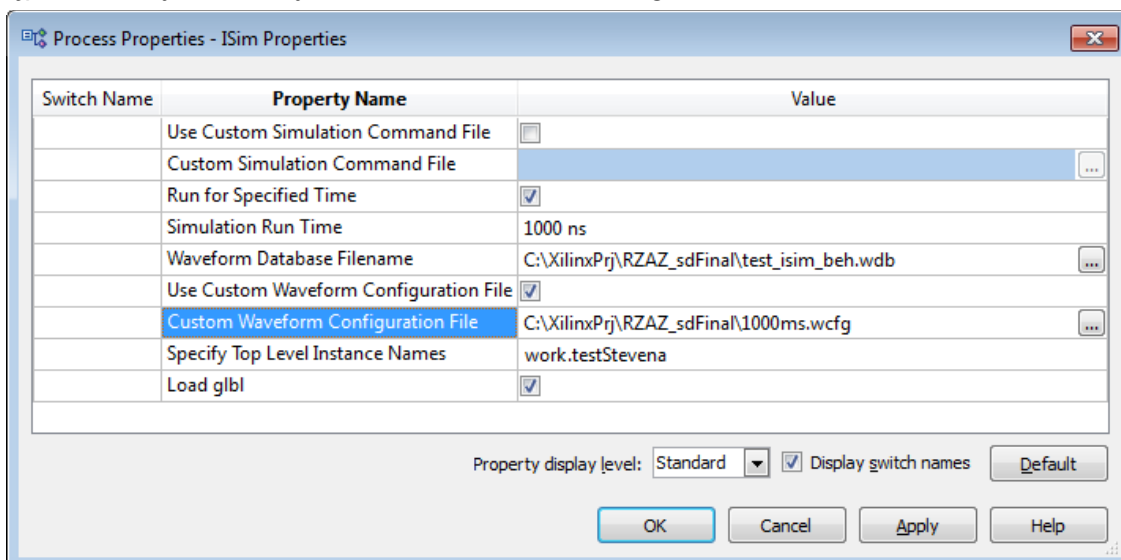 Process Properties - ISim Properties
Switch Name Property Name Value
Use Custom Simulation Command File
Custom Simulation Command File ...
Run for Specified Time
Simulation Run Time 1000 ns
Waveform Database Filename C:\XilinxPrj\RZAZ_sdFinal\test_isim_beh.wdb ...
Use Custom Waveform Configuration File
Custom Waveform Configuration File C:\XilinxPrj\RZAZ_sdFinal\1000ms.wcfg ...
Specify Top Level Instance Names work.testStevena
Load glbl
Property display level: Standard Display switch names Default
OK Cancel Apply Help